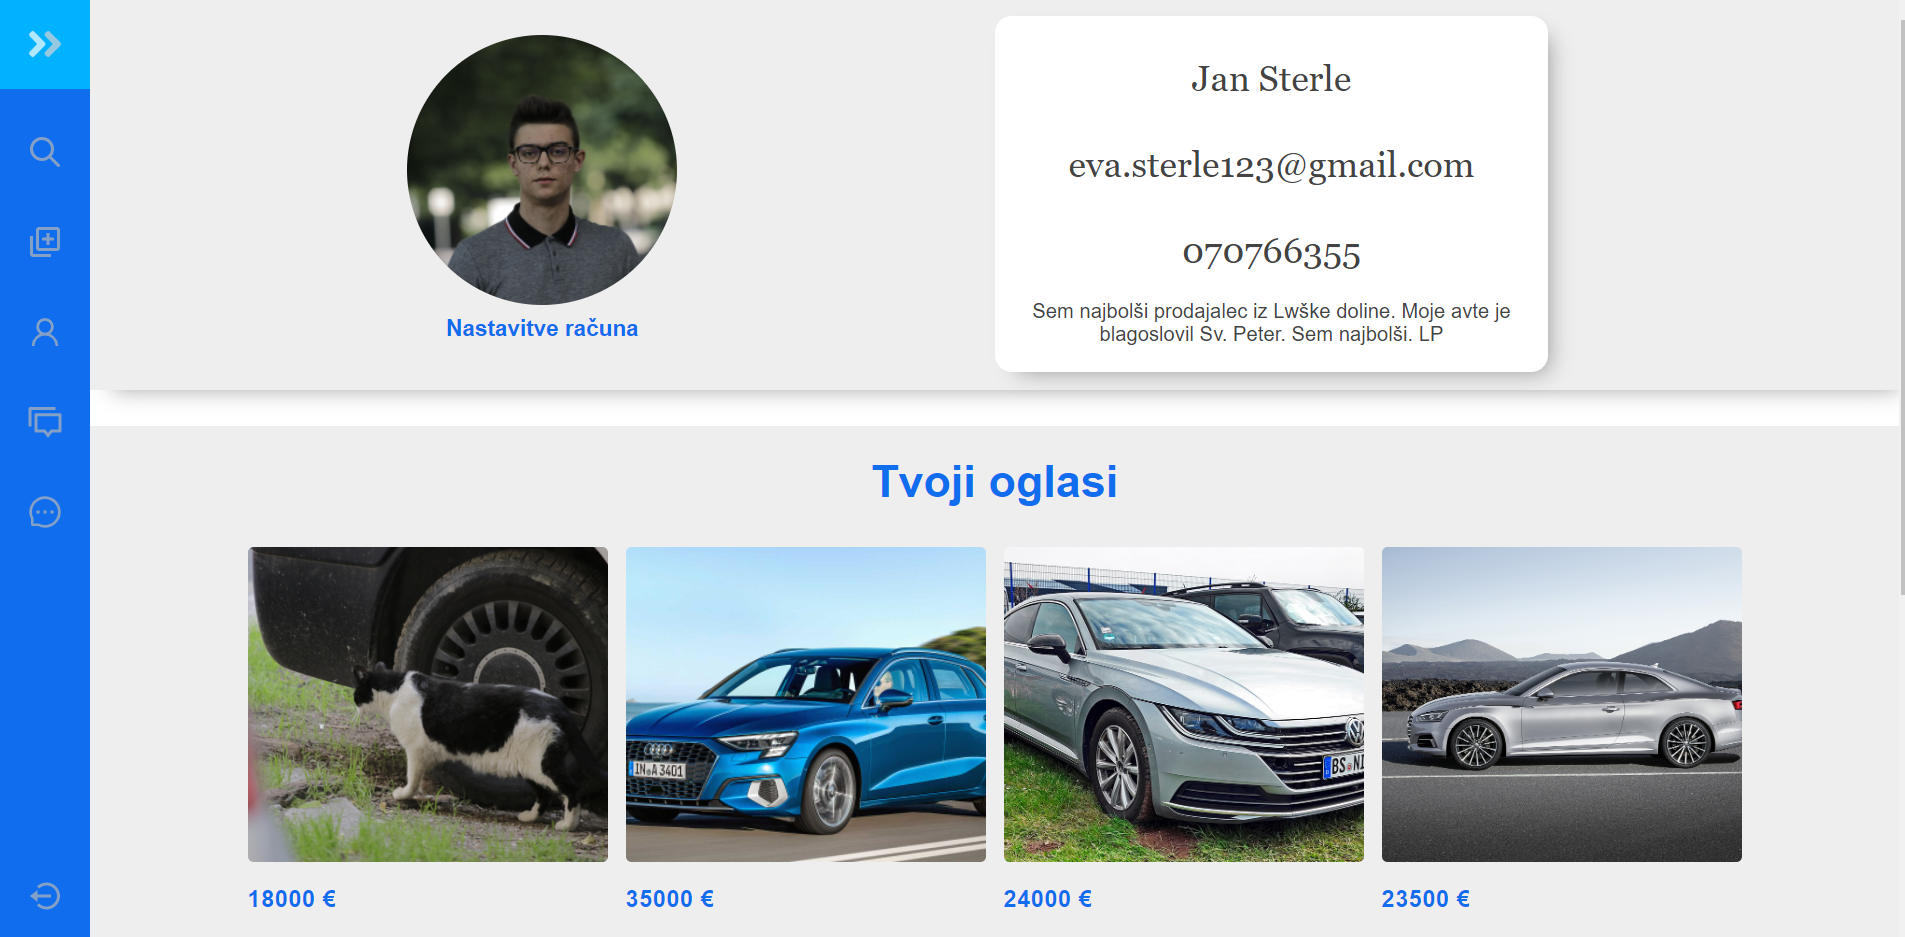 Jan Sterle
eva.sterle123@gmail.com
070766355
Sem najbolši prodajalec iz Lwške doline. Moje avte je
blagoslovil Sv. Peter. Sem najbolši. LP
Nastavitve računa
Tvoji oglasi
IN A 3401
BS NI
18000 €
35000 €
24000 €
23500 €